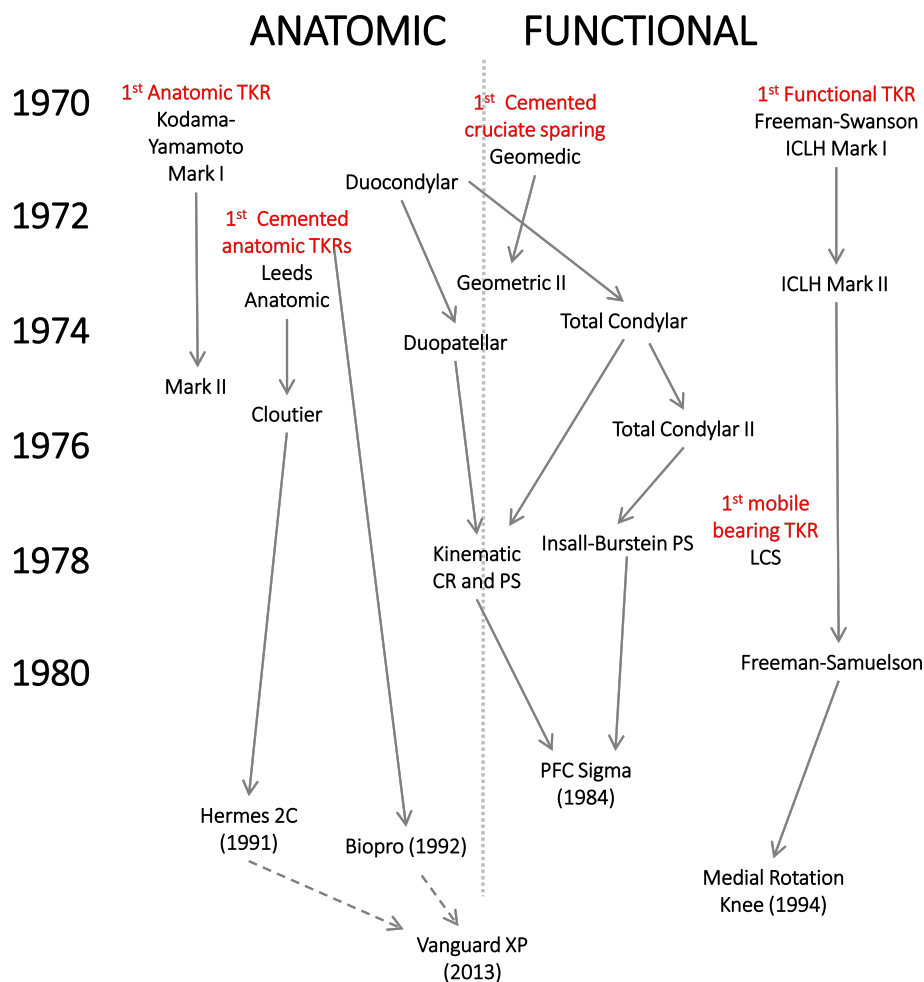 ANATOMIC
FUNCTIONAL
1970
1st Anatomic TKR
Kodama-
Yamamoto
Mark I
1st Cemented
cruciate sparing
Geomedic
1st Functional TKR
Freeman-Swanson
ICLH Mark I
Duocondylar
1972
1st Cemented
anatomic TKRs
Leeds
Anatomic
Geometric II
ICLH Mark II
1974
Duopatellar
Total Condylar
Mark II
Cloutier
Total Condylar II
1976
1st mobile
bearing TKR
LCS
Insall-Burstein PS
1978
Kinematic
CR and PS
Freeman-Samuelson
1980
PFC Sigma
(1984)
Hermes 2C
(1991)
Biopro (1992)
Medial Rotation
Knee (1994)
Vanguard XP
(2013)